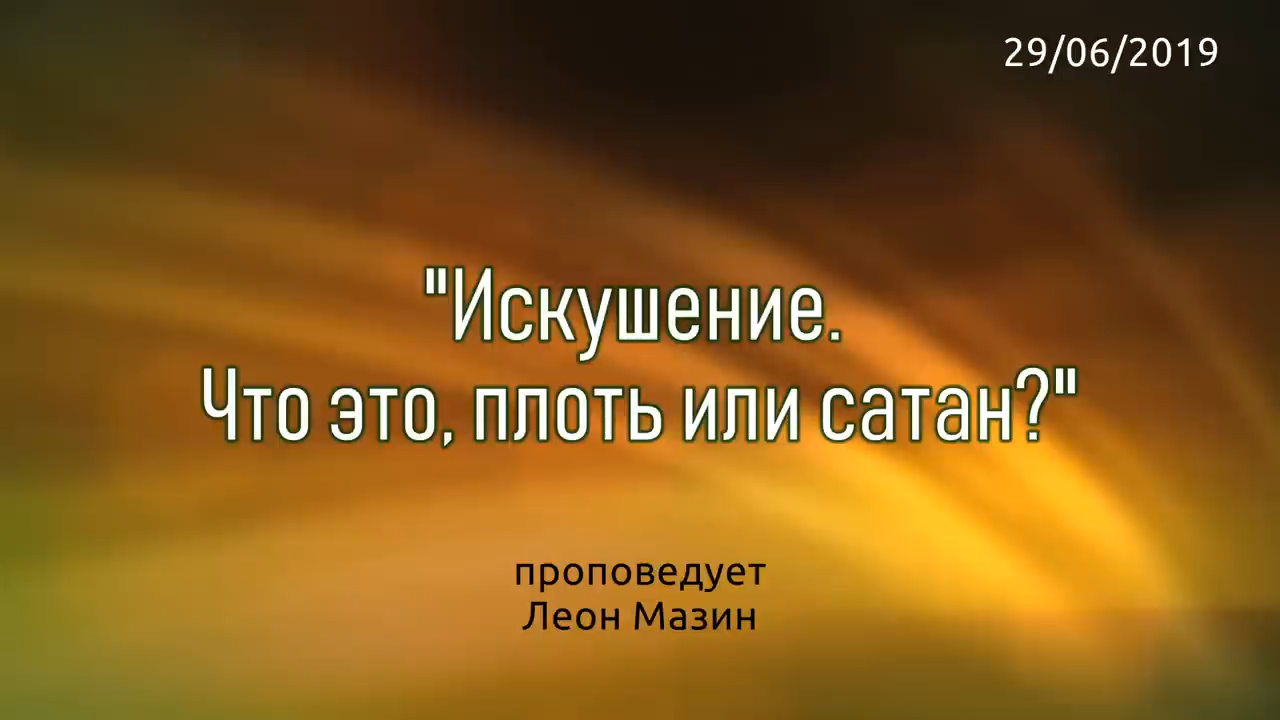 29/06/2019
"Искушение.
Что это, плоть или сатан?"
проповедует
Леон Мазин